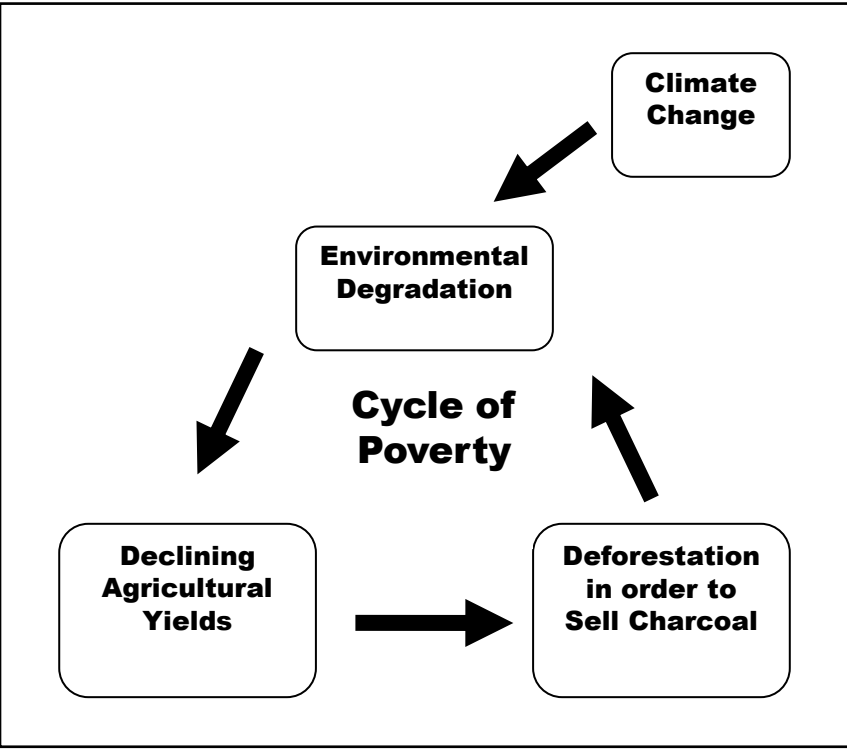 Climate
Change
Environmental
Degradation
Cycle of
Poverty
Declining
Agricultural
Yields
Deforestation
in order to
Sell Charcoal